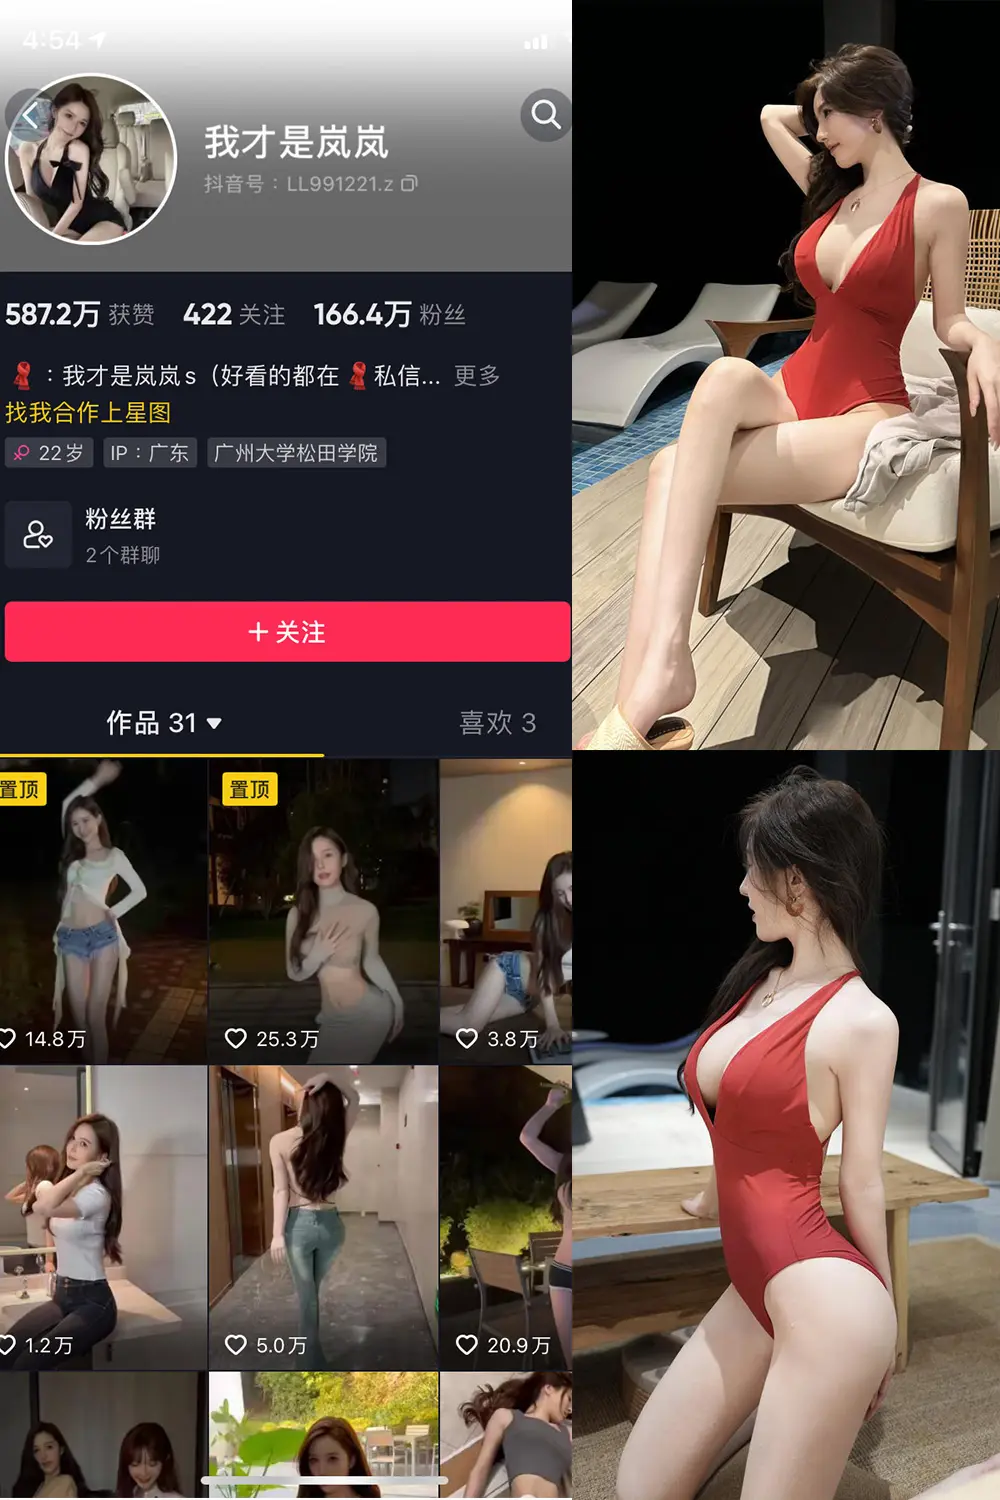 4:54
我才是岚岚
抖音号：LL991221.z
587.2万 获赞 422 关注 166.4万 粉丝
：我才是岚岚s（好看的都在 私信... 更多
找我合作上星图
22岁 IP：广东 广州大学松田学院
粉丝群
2个群聊
+ 关注
作品 31 喜欢 3
置顶 置顶
14.8万 25.3万 3.8万
1.2万 5.0万 20.9万